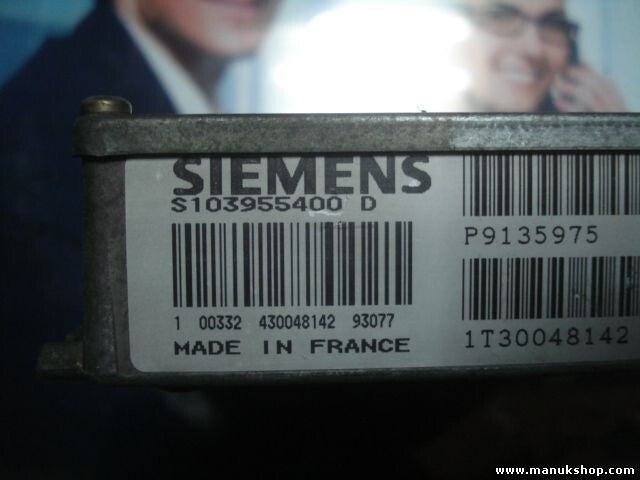 SIEMENS
S103955400 D
1 00332 430048142 93077
MADE IN FRANCE
P9135975
1T30048142
www.manukshop.com